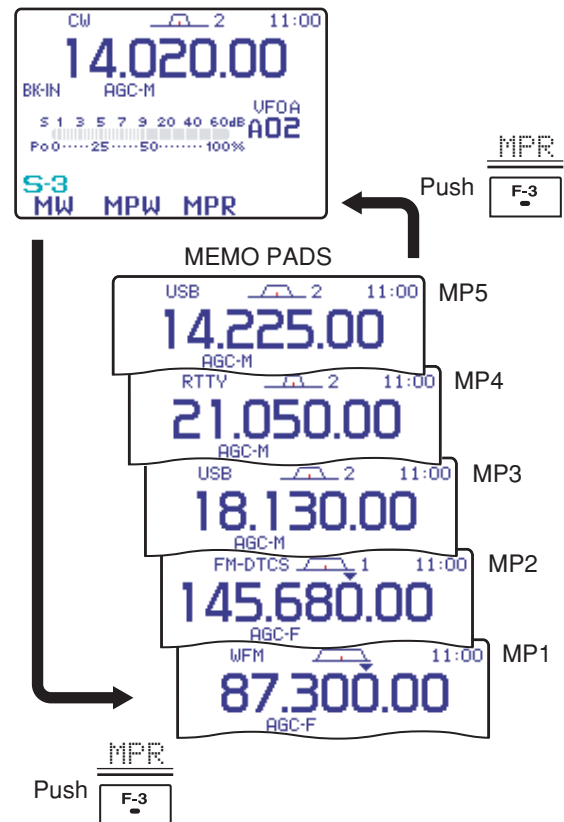 CW 2 11:00
14.020.00
BK-IN AGC-M
VFOA
S 1 3 5 7 9 20 40 60dB A02
Po0·····25·····50·······100%
S-3
MW MPW MPR
MPR
Push F-3
MEMO PADS
USB 2 11:00 MP5
14.225.00
AGC-M
RTTY 2 11:00 MP4
21.050.00
AGC-M
USB 2 11:00 MP3
18.130.00
AGC-M
FM-DTCS 1 11:00 MP2
145.680.00
AGC-F
WFM 11:00 MP1
87.300.00
AGC-F
MPR
Push F-3